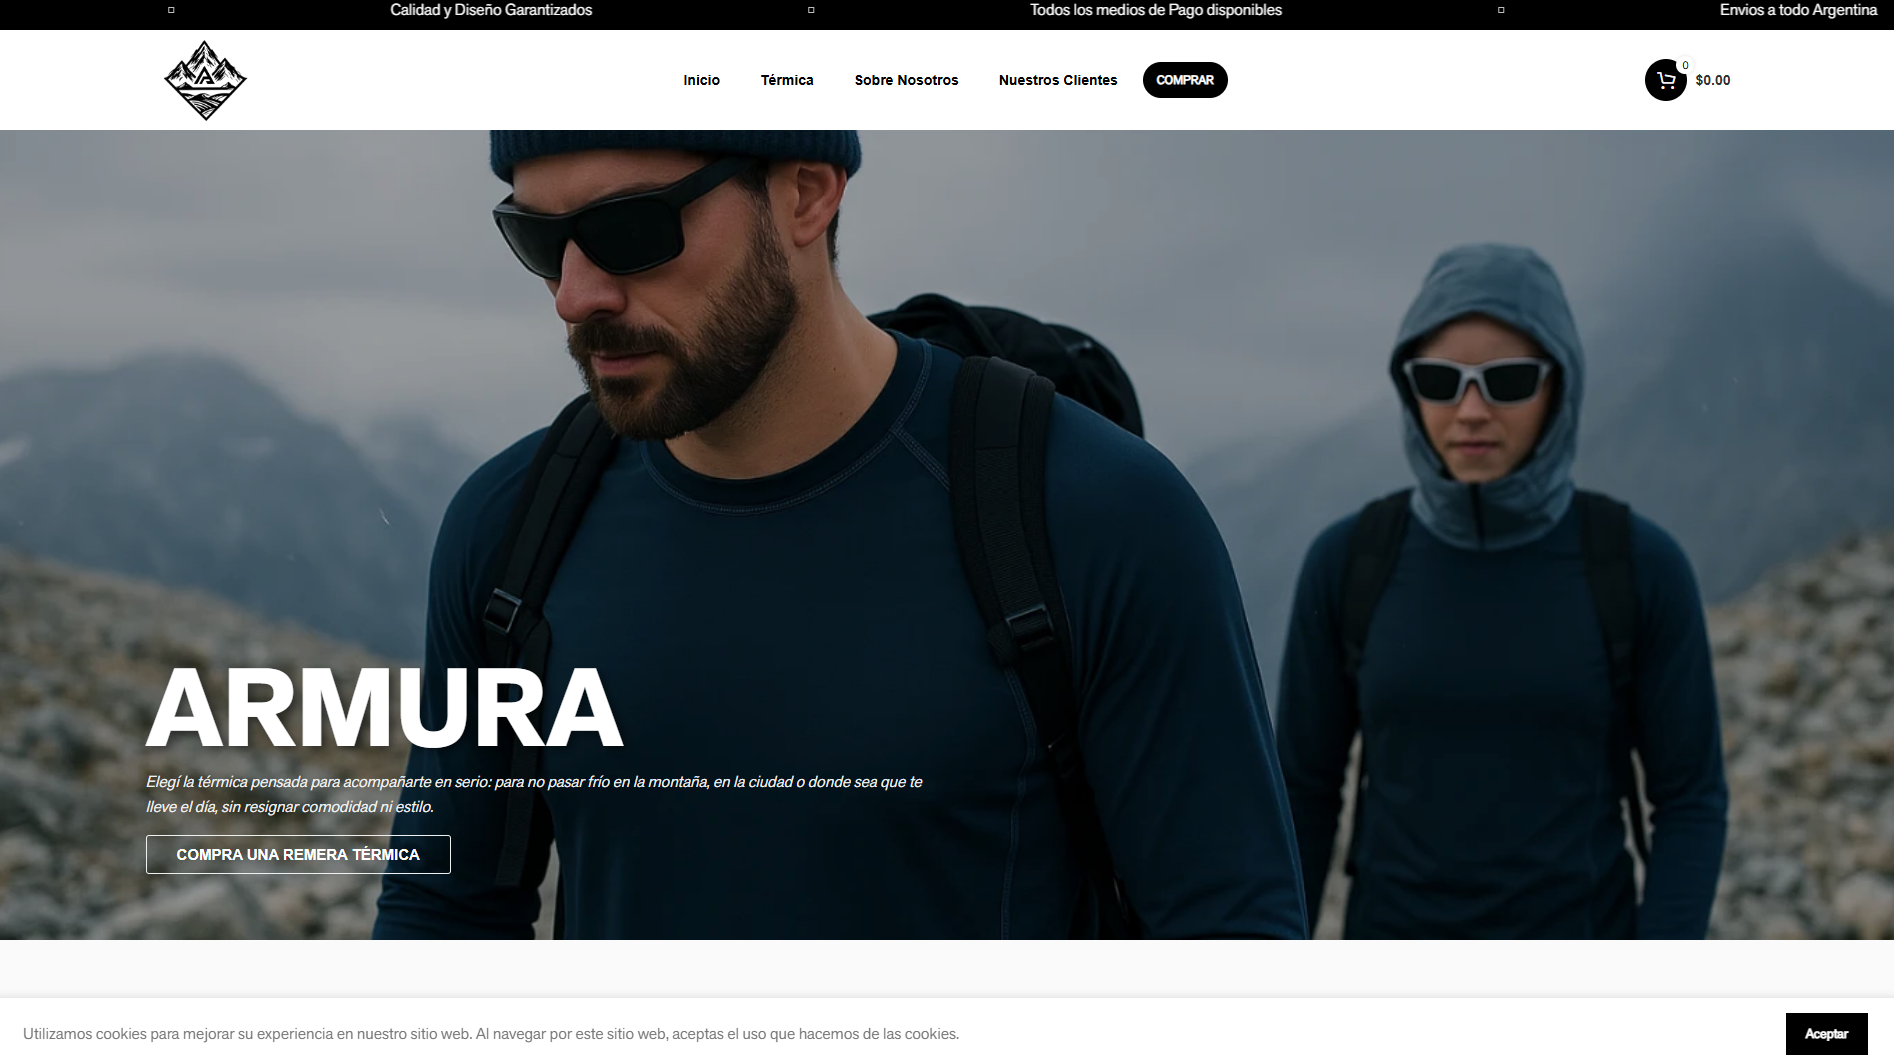 Calidad y Diseño Garantizados
Todos los medios de Pago disponibles
Envios a todo Argentina
Inicio
Térmica
Sobre Nosotros
Nuestros Clientes
COMPRAR
0
$0.00
ARMURA
Elegí la térmica pensada para acompañarte en serio: para no pasar frío en la montaña, en la ciudad o donde sea que te
lleve el día, sin resignar comodidad ni estilo.
COMPRA UNA REMERA TÉRMICA
Utilizamos cookies para mejorar su experiencia en nuestro sitio web. Al navegar por este sitio web, aceptas el uso que hacemos de las cookies.
Aceptar